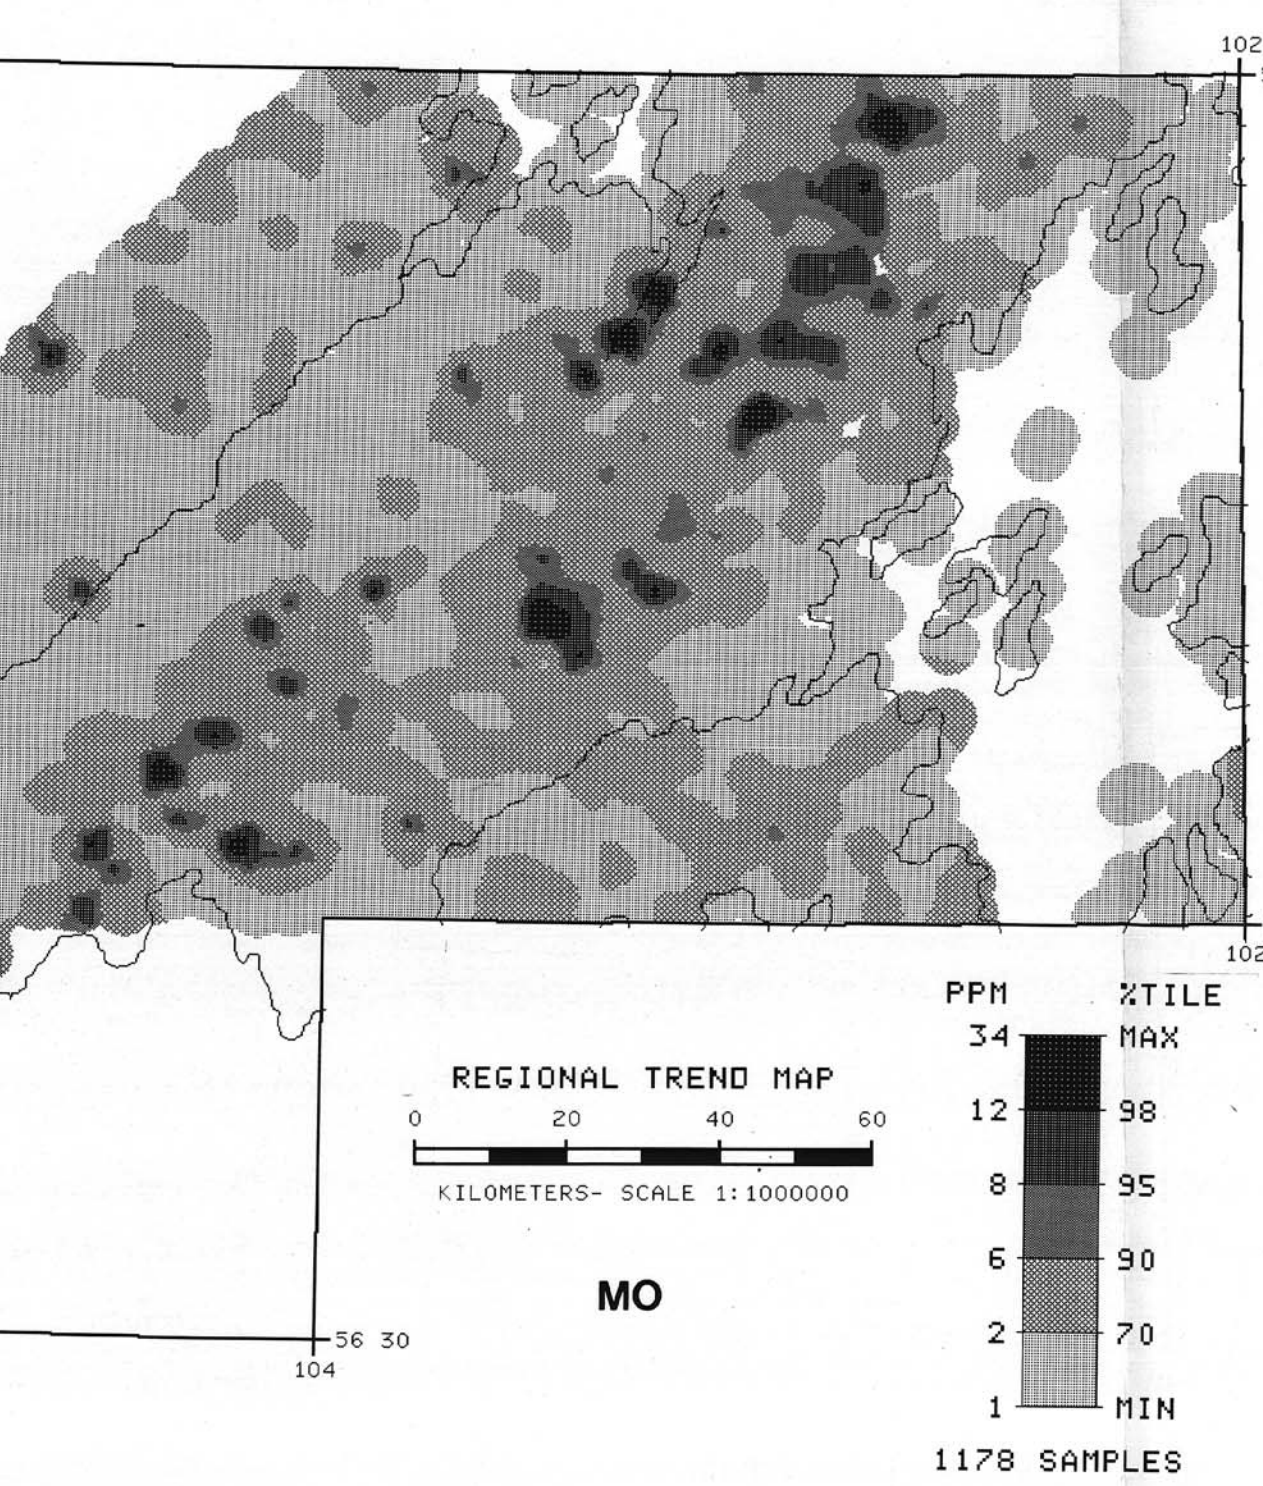 102
102
PPM %TILE
34 MAX
12 98
8 95
6 90
2 70
1 MIN
1178 SAMPLES
REGIONAL TREND MAP
0 20 40 60
KILOMETERS- SCALE 1:1000000
MO
56 30
104